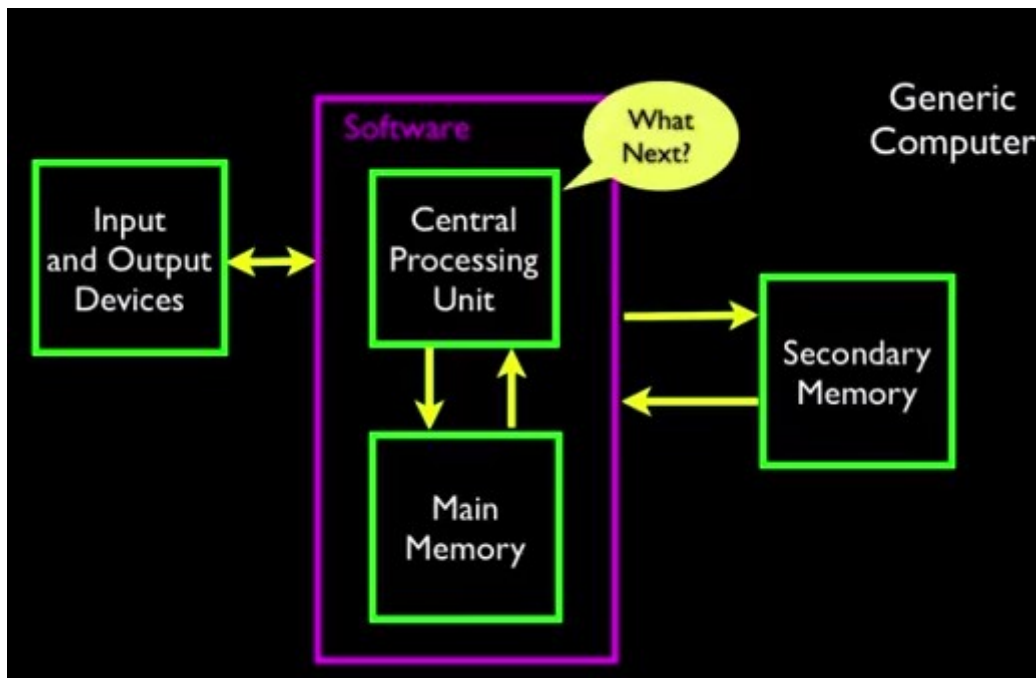 Generic
Computer
Software
What
Next?
Input
and Output
Devices
Central
Processing
Unit
Secondary
Memory
Main
Memory